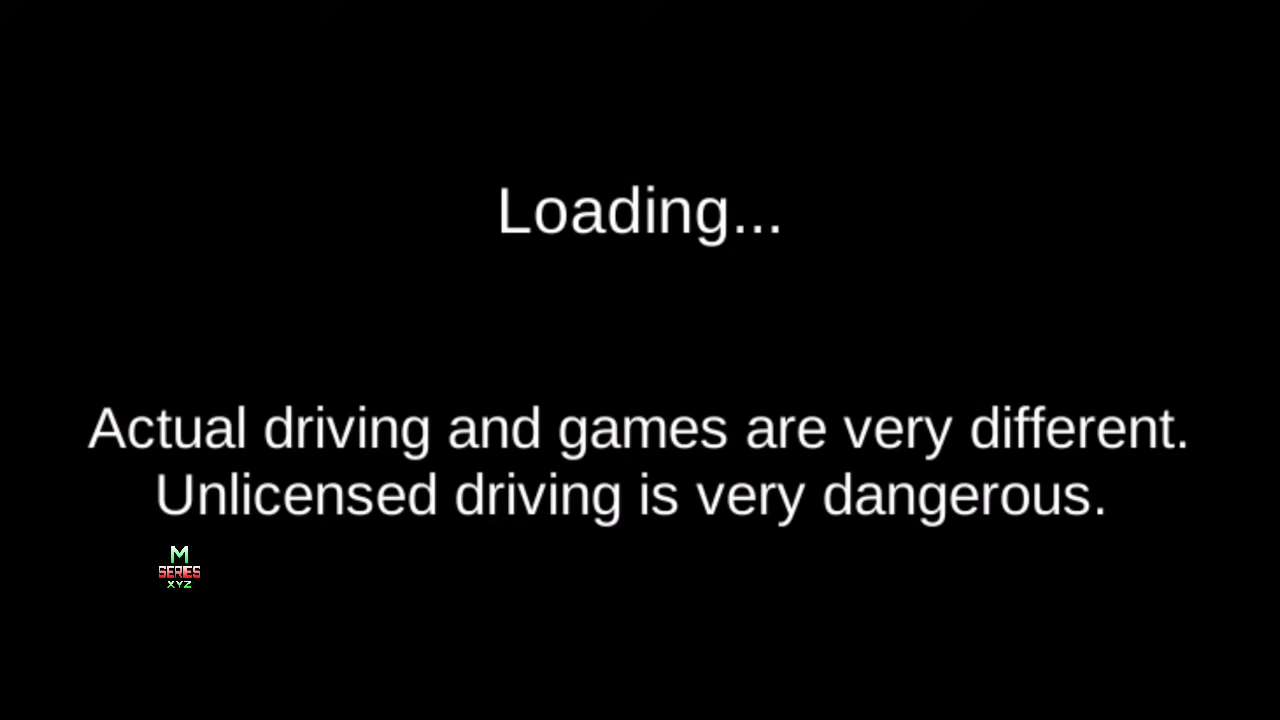 Loading...
Actual driving and games are very different.
Unlicensed driving is very dangerous.
M
SERIES
XYZ